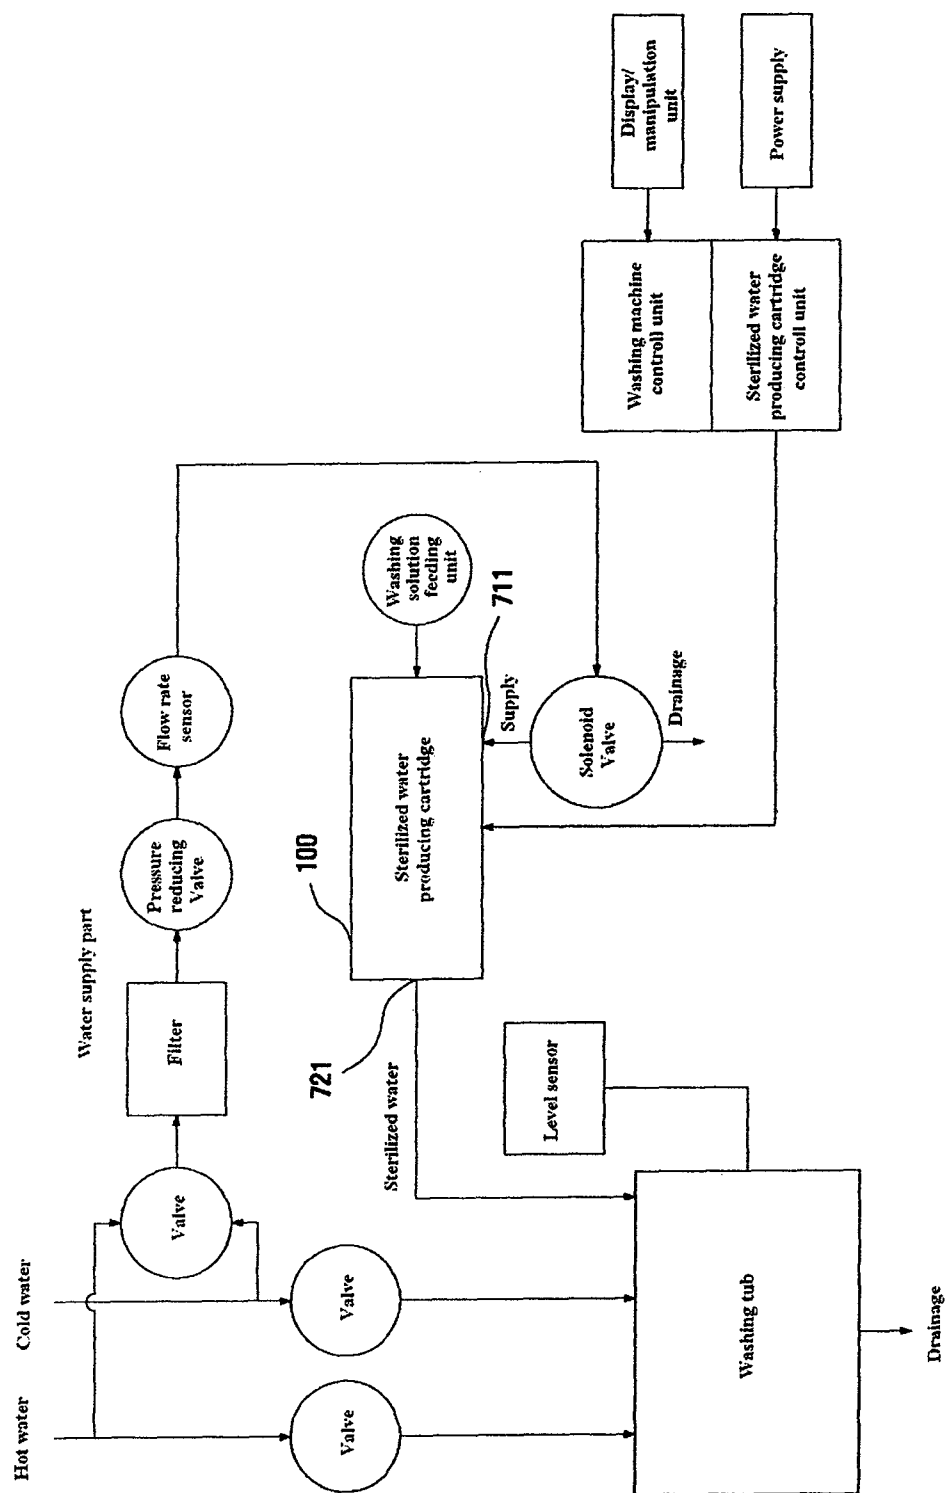 Hot water
Cold water
Water supply part
Valve
Filter
Pressure
reducing
Valve
Flow rate
sensor
Valve
Valve
Sterilized water
721
100
Sterilized water
producing cartridge
Washing
solution
feeding
unit
711
Supply
Solenoid
Valve
Drainage
Level sensor
Washing tub
Drainage
Washing machine
controll unit
Sterilized water
producing cartridge
controll unit
Display/
manipulation
unit
Power supply